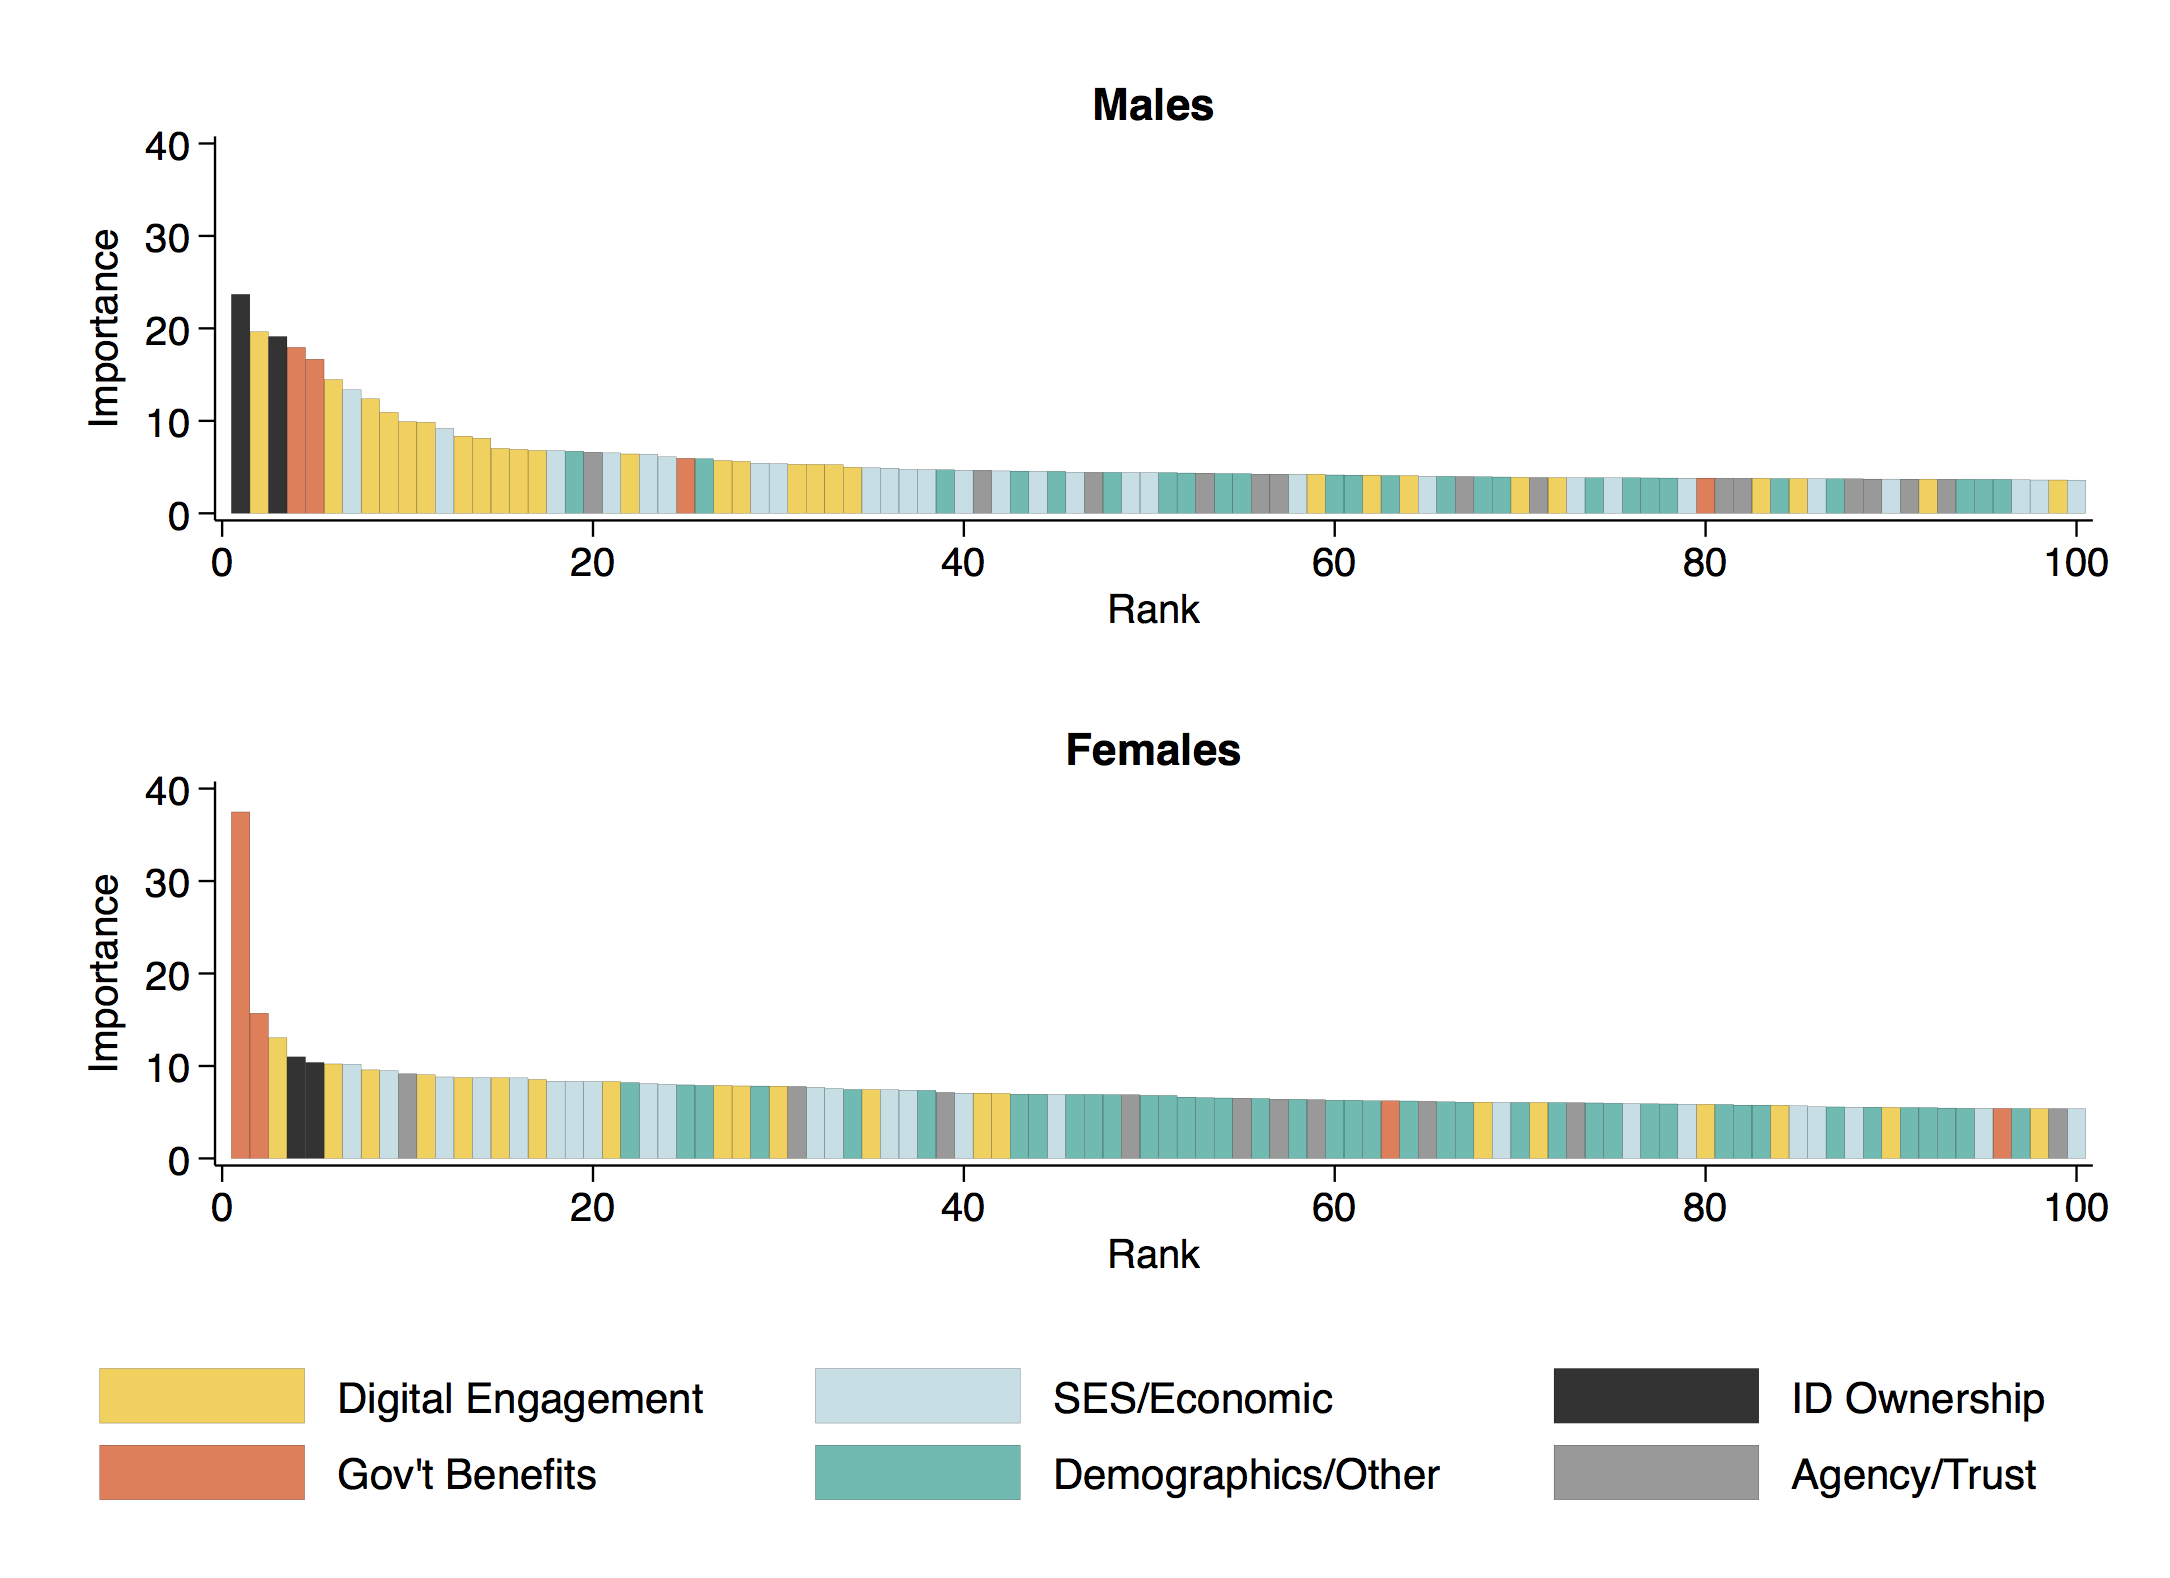 Males
40
30
20
10
0
Importance
0 20 40 60 80 100
Rank
Females
40
30
20
10
0
Importance
0 20 40 60 80 100
Rank
Digital Engagement SES/Economic ID Ownership
Gov't Benefits Demographics/Other Agency/Trust